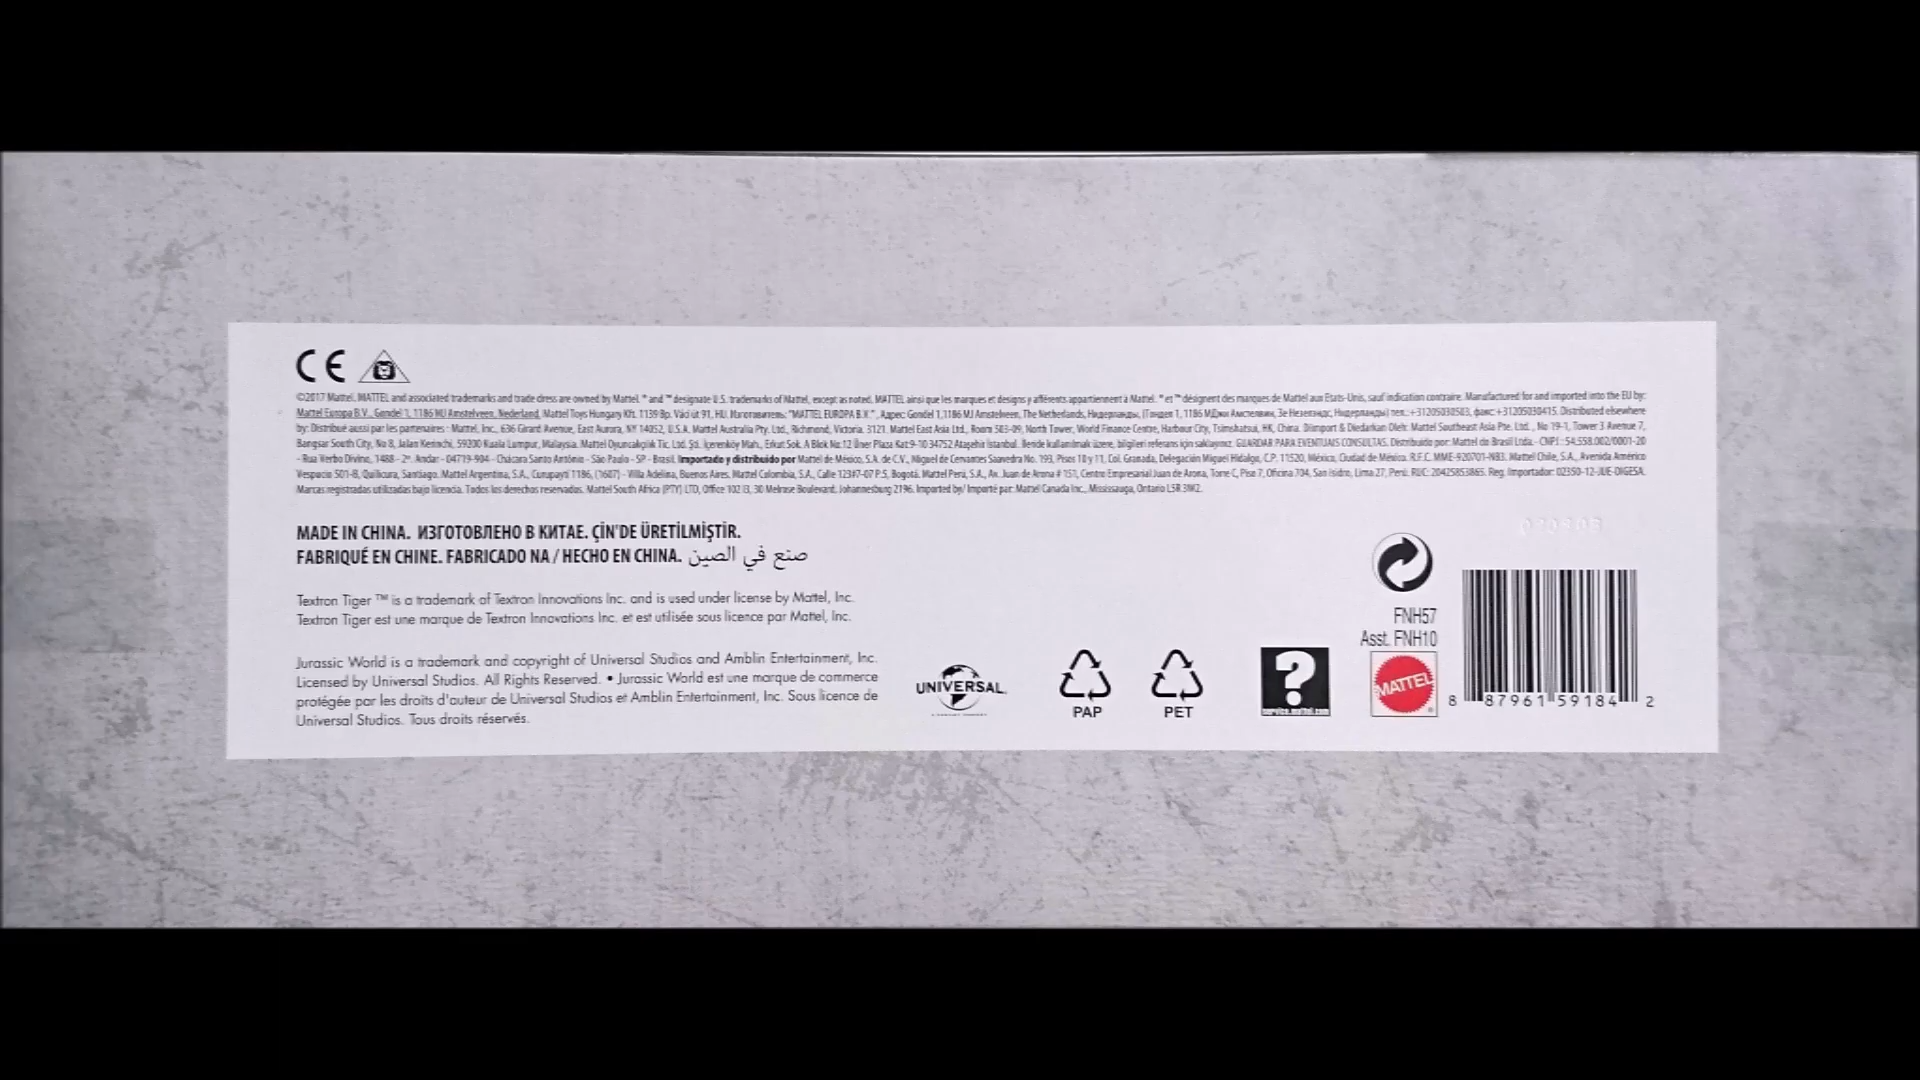 CE
©2017 Mattel. MATTEL and associated trademarks and trade dress are owned by Mattel. ® and ™ designate U.S. trademarks of Mattel, except as noted. MATTEL ainsi que les marques et designs y afférents appartiennent à Mattel. ® et ™ désignent des marques de Mattel aux États-Unis, sauf indication contraire. Manufactured for and imported into the EU by:
Mattel Europa B.V., Gondel 1, 1186 MJ Amstelveen, Nederland. Mattel Toys Hungary Kft. 1139 Bp. Váci út 91, HU. Изготовитель: "MATTEL EUROPA B.V.", Адрес: Gondel 1, 1186 MJ Amstelveen, The Netherlands, Нидерланды, тел.: +31205030503, факс: +31205030415. Distributed elsewhere
by: Distribué aussi par les partenaires : Mattel, Inc., 636 Girard Avenue, East Aurora, NY 14052, U.S.A. Mattel Australia Pty. Ltd., Richmond, Victoria. 3121. Mattel East Asia Ltd., Room 503-09, North Tower, World Finance Centre, Harbour City, Tsimshatsui, HK, China. Diimport & Diedarkan Oleh: Mattel Southeast Asia Pte. Ltd., No 19-1, Tower 3 Avenue 7,
Bangsar South City, No 8, Jalan Kerinchi, 59200 Kuala Lumpur, Malaysia. Mattel Oyuncakçılık Tic. Ltd. Şti. İçerenköy Mah., Erkut Sok. A Blok No:12 Üner Plaza Kat:9-10 34752 Ataşehir İstanbul. İleride kullanılmak üzere, bilgileri referans için saklayınız. GUARDAR PARA EVENTUAIS CONSULTAS. Distribuido por: Mattel do Brasil Ltda. - CNPJ : 54.558.002/0001-20
- Rua Verbo Divino, 1488 - 2º. Andar - 04719-904 - Chácara Santo Antônio - São Paulo - SP - Brasil. Importado y distribuido por Mattel de México, S.A. de C.V., Miguel de Cervantes Saavedra No. 193, Pisos 10 y 11, Col. Granada, Delegación Miguel Hidalgo, C.P. 11520, México, Ciudad de México. R.F.C. MME-920701-NB3. Mattel Chile, S.A., Avenida Américo
Vespucio 501-B, Quilicura, Santiago. Mattel Argentina, S.A., Curupaytí 1186, (1607) - Villa Adelina, Buenos Aires. Mattel Colombia, S.A., Calle 123#7-07 P.5, Bogotá. Mattel Perú, S.A., Av. Juan de Arona # 151, Centro Empresarial Juan de Arona, Torre C, Piso 7, Oficina 704, San Isidro, Lima 27, Perú. RUC: 20425853865. Reg. Importador: 02350-12-JUE-DIGESA.
Marcas registradas utilizadas bajo licencia. Todos los derechos reservados. Mattel South Africa (PTY) LTD, Office 102 I3, 30 Melrose Boulevard, Johannesburg 2196. Imported by/ Importé par: Mattel Canada Inc., Mississauga, Ontario L5R 3W2.
MADE IN CHINA. ИЗГОТОВЛЕНО В КИТАЕ. ÇİN'DE ÜRETİLMİŞTİR.
FABRIQUÉ EN CHINE. FABRICADO NA / HECHO EN CHINA. صنع في الصين
Textron Tiger ™ is a trademark of Textron Innovations Inc. and is used under license by Mattel, Inc.
Textron Tiger est une marque de Textron Innovations Inc. et est utilisée sous licence par Mattel, Inc.
Jurassic World is a trademark and copyright of Universal Studios and Amblin Entertainment, Inc.
Licensed by Universal Studios. All Rights Reserved. • Jurassic World est une marque de commerce
protégée par les droits d'auteur de Universal Studios et Amblin Entertainment, Inc. Sous licence de
Universal Studios. Tous droits réservés.
UNIVERSAL
PAP
PET
?
FNH57
Asst. FNH10
MATTEL
8 87961 59184 2